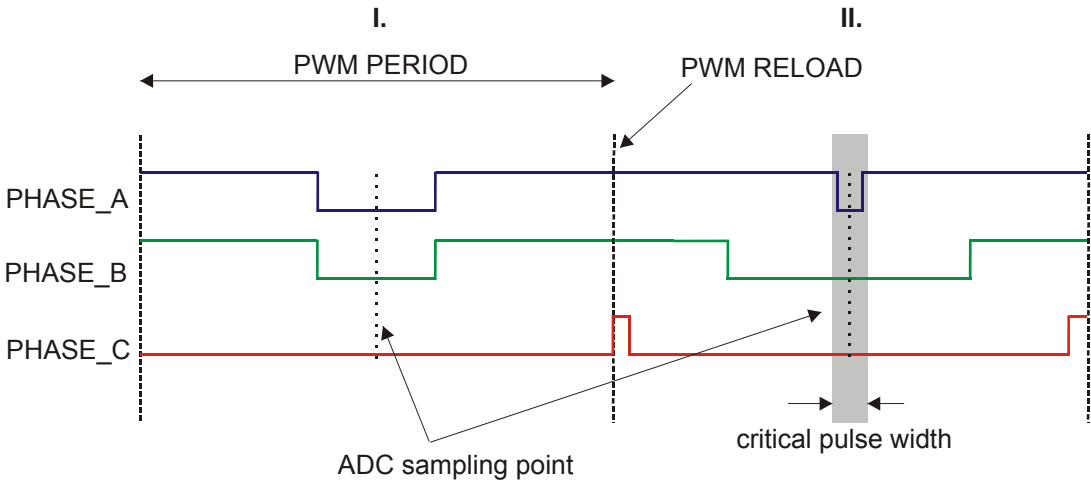 I.
II.
PWM PERIOD
PWM RELOAD
PHASE_A
PHASE_B
PHASE_C
critical pulse width
ADC sampling point